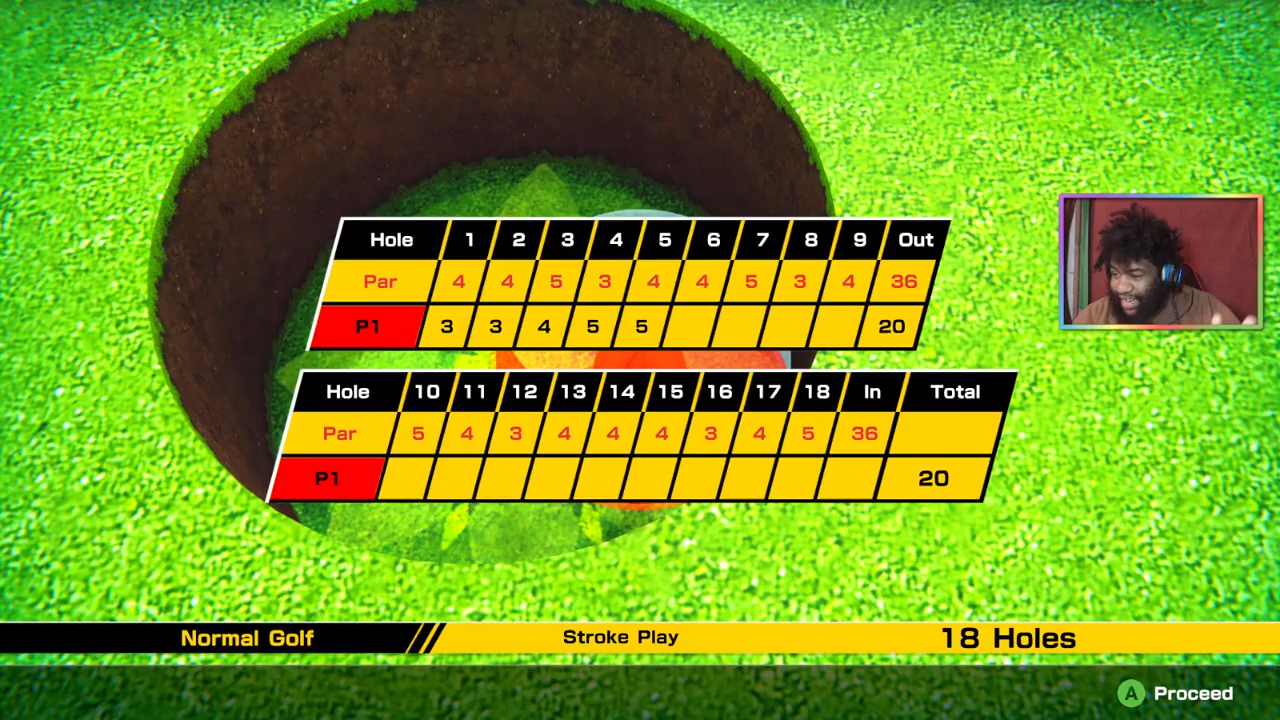 Hole 1 2 3 4 5 6 7 8 9 Out
Par 4 4 5 3 4 4 5 3 4 36
P1 3 3 4 5 5 20
Hole 10 11 12 13 14 15 16 17 18 In Total
Par 5 4 3 4 4 4 3 4 5 36
P1 20
Normal Golf Stroke Play 18 Holes
A Proceed